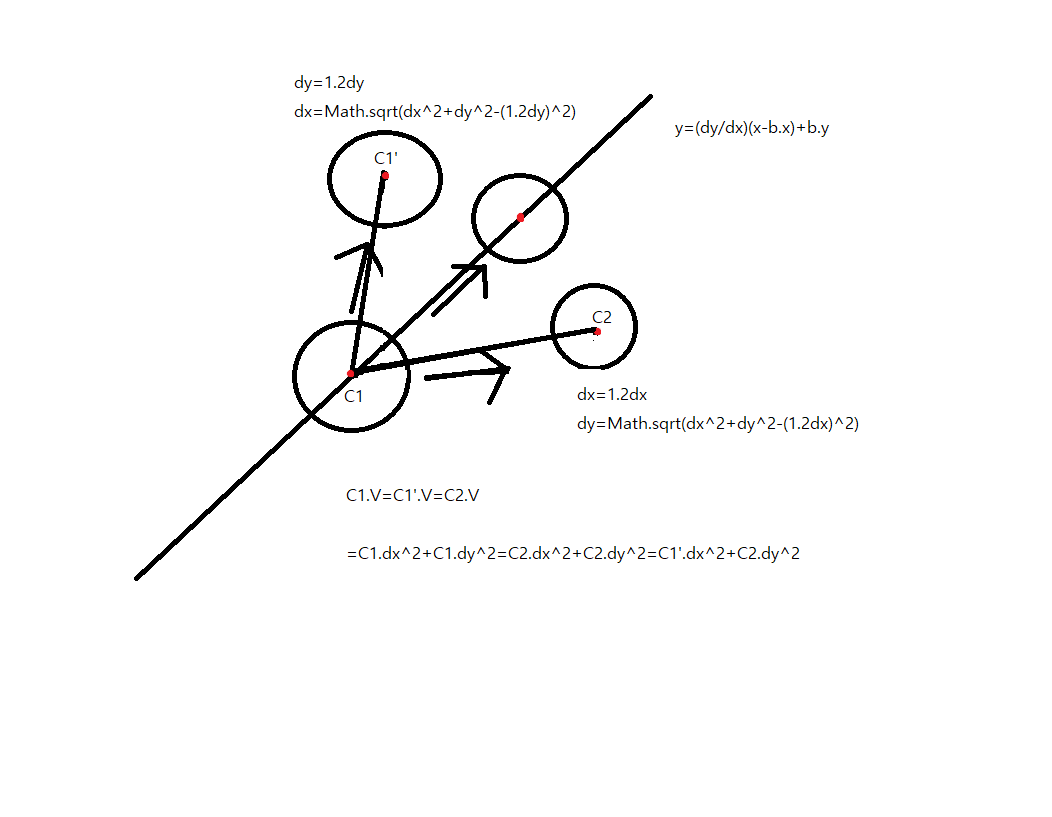 dy=1.2dy
dx=Math.sqrt(dx^2+dy^2-(1.2dy)^2)
y=(dy/dx)(x-b.x)+b.y
C1'
C2
C1
dx=1.2dx
dy=Math.sqrt(dx^2+dy^2-(1.2dx)^2)
C1.V=C1'.V=C2.V
=C1.dx^2+C1.dy^2=C2.dx^2+C2.dy^2=C1'.dx^2+C2.dy^2